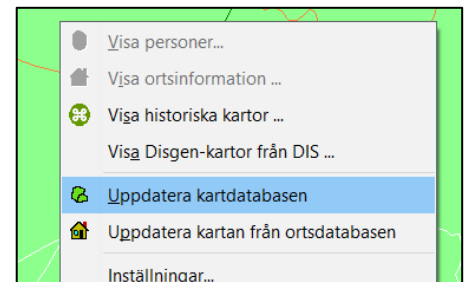 Visa personer...
Visa ortsinformation ...
Visa historiska kartor ...
Visa Disgen-kartor från DIS ...
Uppdatera kartdatabasen
Uppdatera kartan från ortsdatabasen
Inställningar...